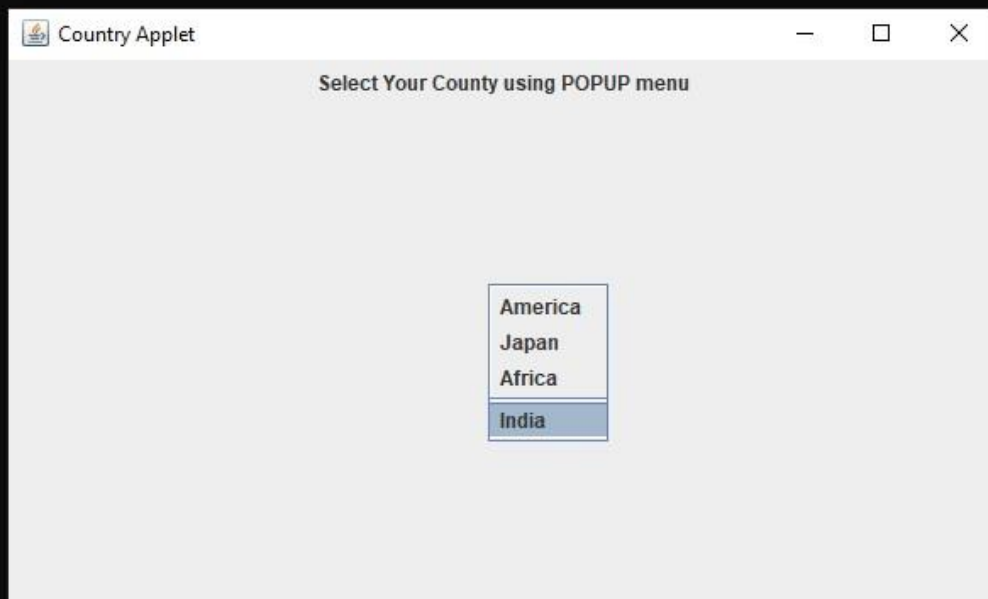 Country Applet
Select Your County using POPUP menu
America
Japan
Africa
India